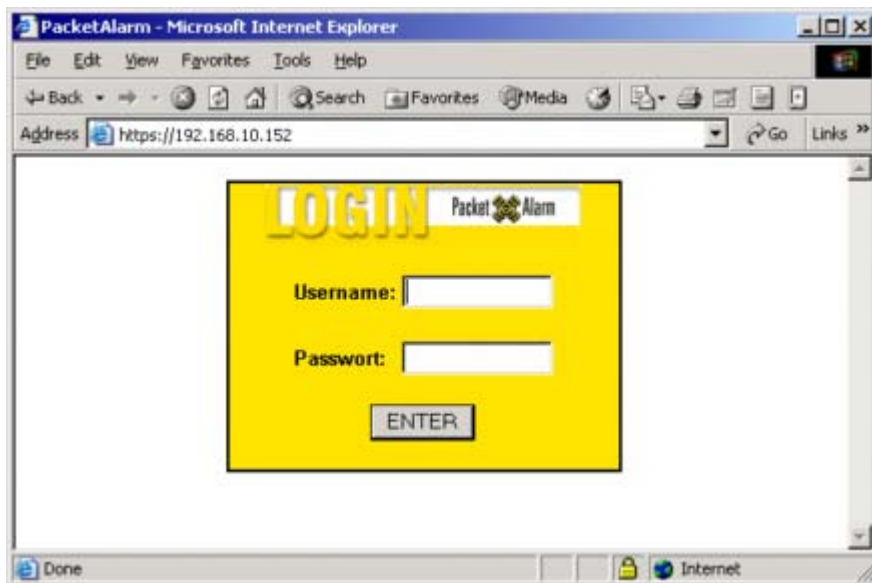 PacketAlarm - Microsoft Internet Explorer
File Edit View Favorites Tools Help
Back Search Favorites Media
Address https://192.168.10.152 Go Links »
LOGIN Packet Alarm
Username:
Passwort:
ENTER
Done Internet